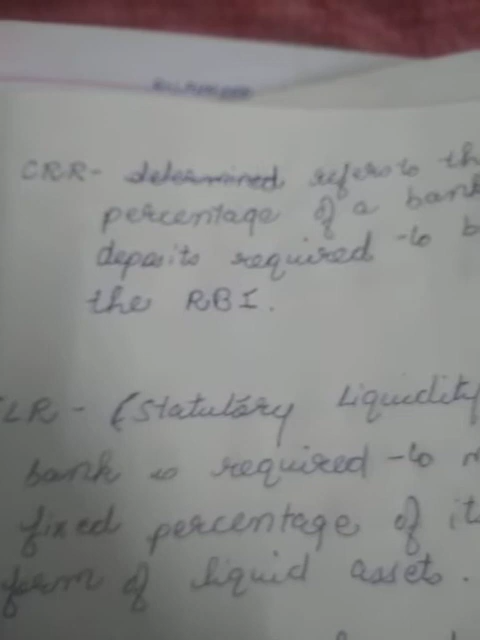 CRR - determined refers to th
percentage of a bank
deposits required to b
the RBI.
LR - (Statutory Liquidity
bank is required to m
fixed percentage of it
form of liquid assets.